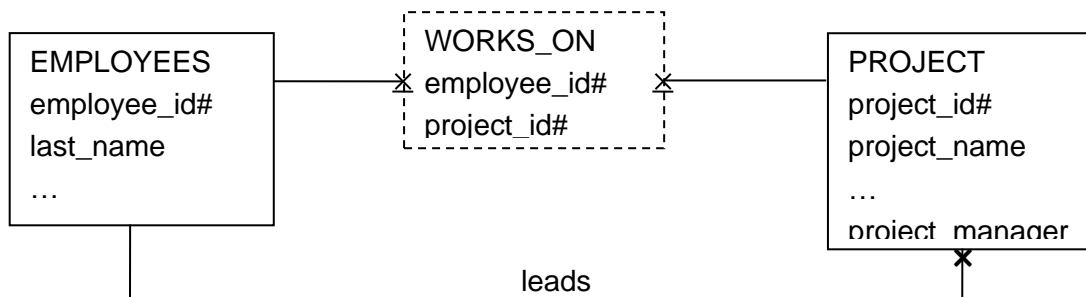 EMPLOYEES
employee_id#
last_name
…
WORKS_ON
employee_id#
project_id#
PROJECT
project_id#
project_name
…
project_manager
leads